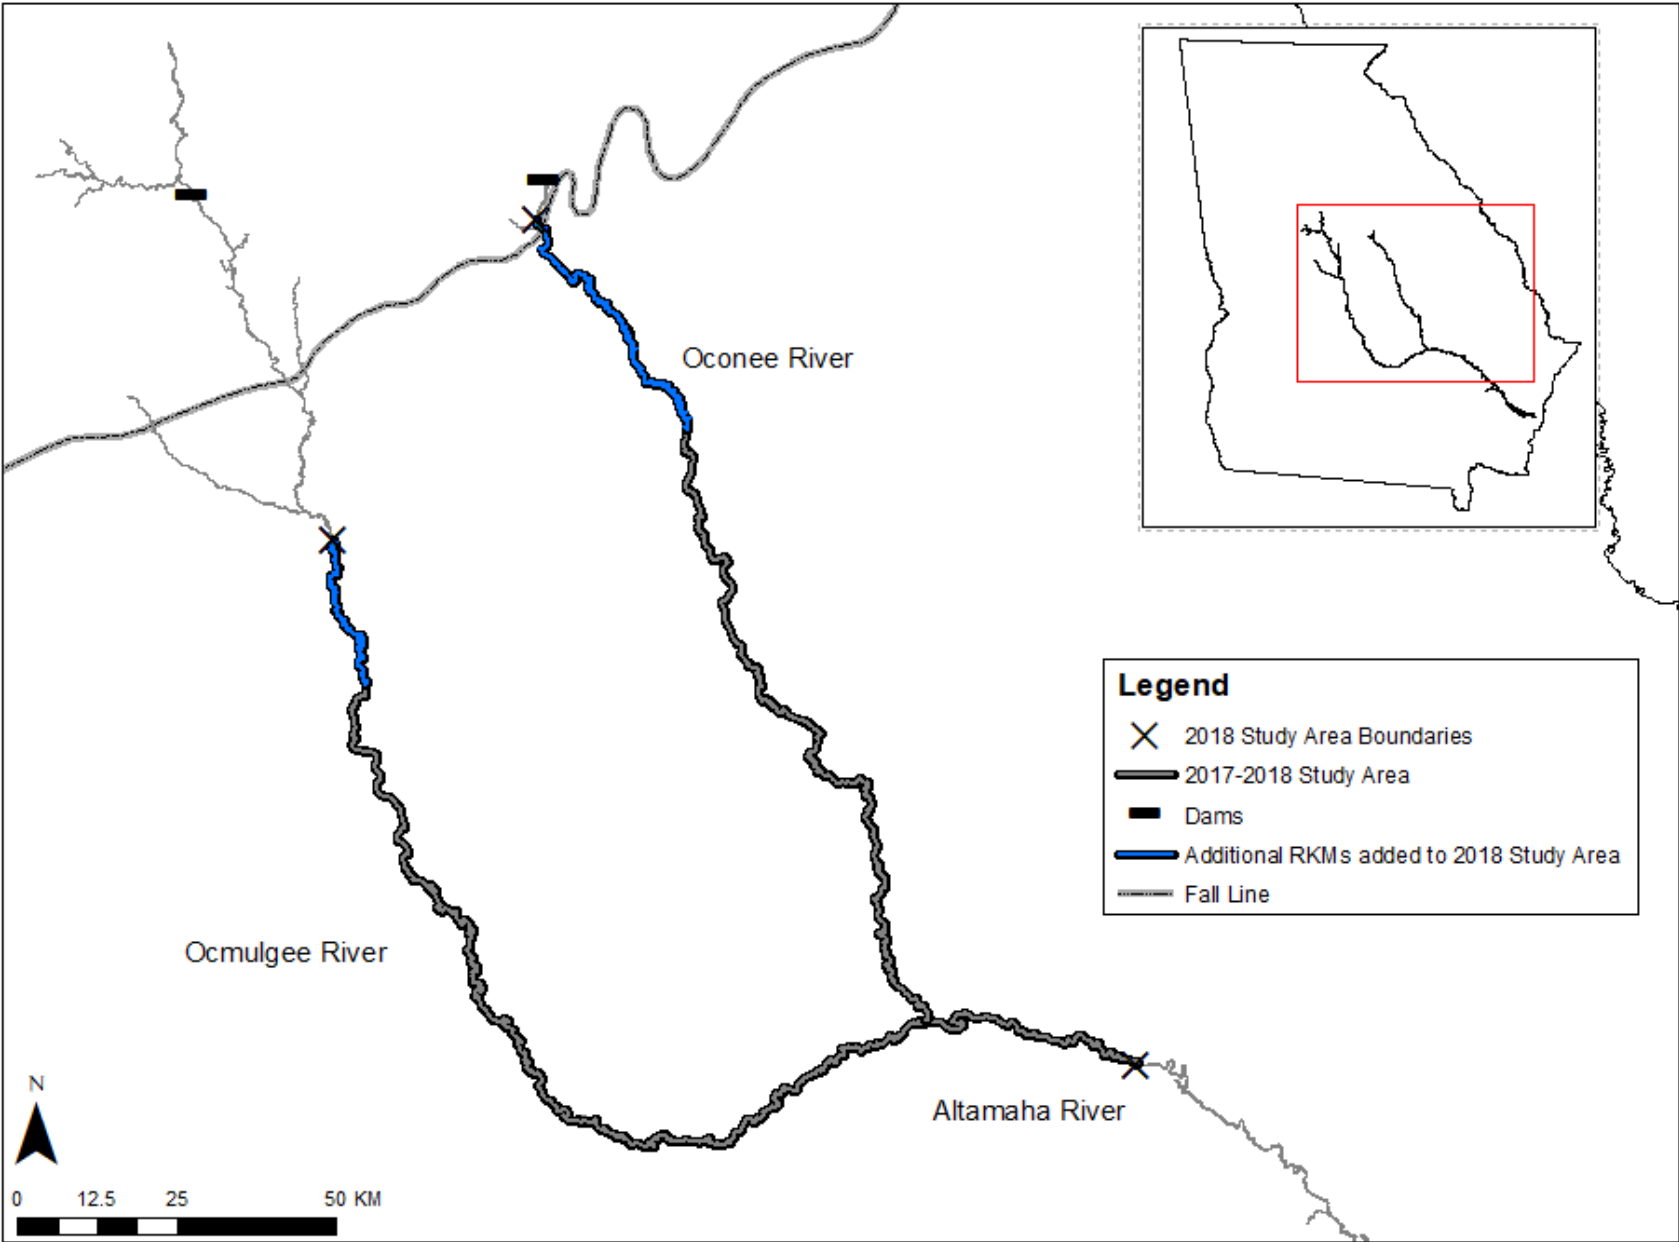 Oconee River
Legend
2018 Study Area Boundaries
2017-2018 Study Area
Dams
Additional RKMs added to 2018 Study Area
Fall Line
Ocmulgee River
Altamaha River
N
0 12.5 25 50 KM